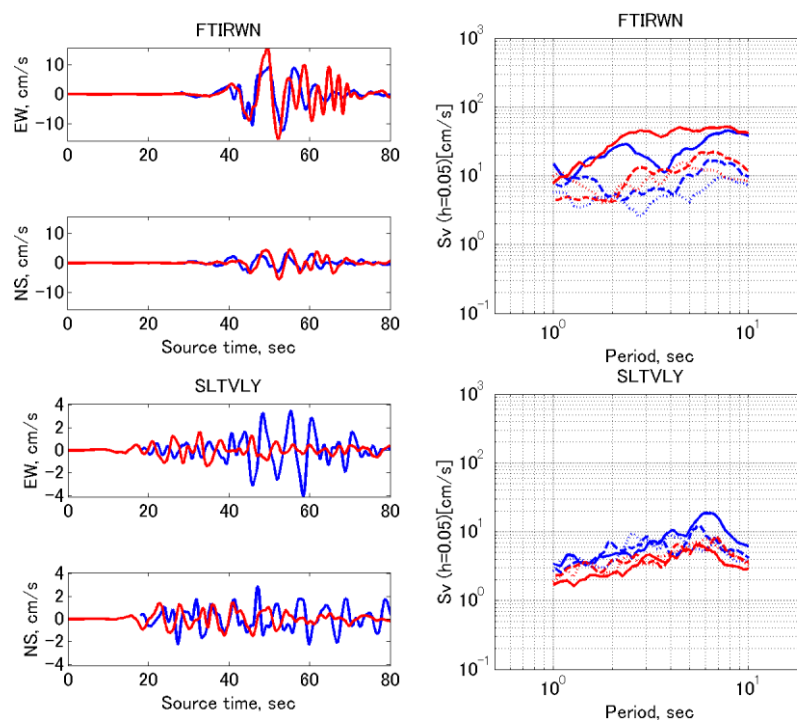 FTIRWN
EW, cm/s
10
0
-10
0 20 40 60 80
NS, cm/s
10
0
-10
0 20 40 60 80
Source time, sec
SLTVLY
EW, cm/s
4
2
0
-2
-4
0 20 40 60 80
NS, cm/s
4
2
0
-2
-4
0 20 40 60 80
Source time, sec
FTIRWN
Sv (h=0.05)[cm/s]
10³
10²
10¹
10⁰
10⁻¹
10⁰ 10¹
Period, sec
SLTVLY
Sv (h=0.05)[cm/s]
10³
10²
10¹
10⁰
10⁻¹
10⁰ 10¹
Period, sec